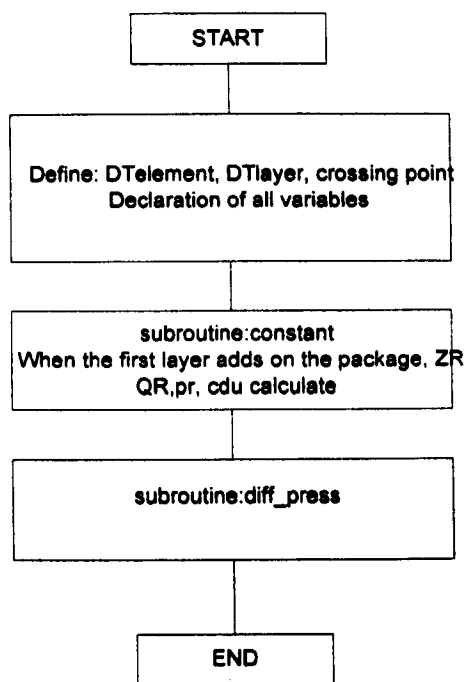 START
Define: DTelement, DTlayer, crossing point
Declaration of all variables
subroutine:constant
When the first layer adds on the package, ZR
QR,pr, cdu calculate
subroutine:diff_press
END